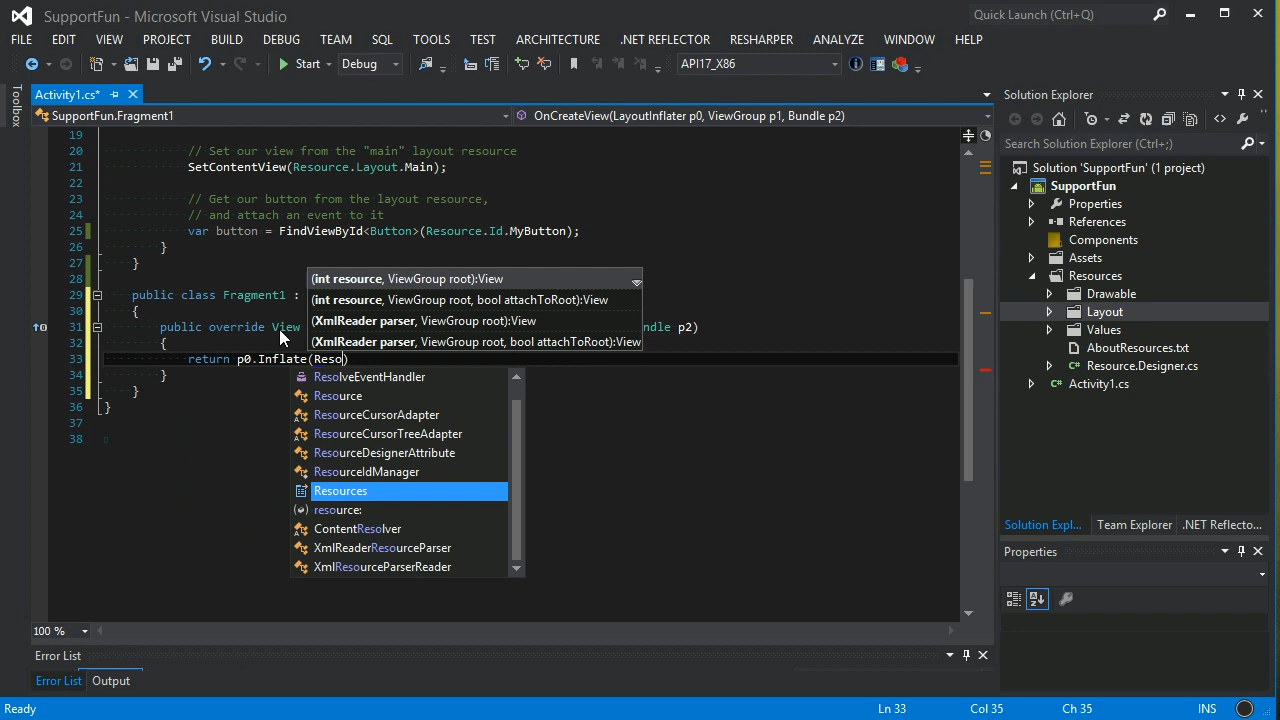 SupportFun - Microsoft Visual Studio
Quick Launch (Ctrl+Q)
FILE EDIT VIEW PROJECT BUILD DEBUG TEAM SQL TOOLS TEST ARCHITECTURE .NET REFLECTOR RESHARPER ANALYZE WINDOW HELP
Start Debug API17_X86
Toolbox
Activity1.cs*
SupportFun.Fragment1 OnCreateView(LayoutInflater p0, ViewGroup p1, Bundle p2)
19
20 // Set our view from the "main" layout resource
21 SetContentView(Resource.Layout.Main);
22
23 // Get our button from the layout resource,
24 // and attach an event to it
25 var button = FindViewById<Button>(Resource.Id.MyButton);
26 }
27 }
28
29 public class Fragment1 :
30 {
31 public override View ndle p2)
32 {
33 return p0.Inflate(Reso)
34 }
35 }
36 }
37
38
(int resource, ViewGroup root):View
(int resource, ViewGroup root, bool attachToRoot):View
(XmlReader parser, ViewGroup root):View
(XmlReader parser, ViewGroup root, bool attachToRoot):View
ResolveEventHandler
Resource
ResourceCursorAdapter
ResourceCursorTreeAdapter
ResourceDesignerAttribute
ResourceIdManager
Resources
resource:
ContentResolver
XmlReaderResourceParser
XmlResourceParserReader
100 %
Error List
Error List Output
Solution Explorer
Search Solution Explorer (Ctrl+;)
Solution 'SupportFun' (1 project)
SupportFun
Properties
References
Components
Assets
Resources
Drawable
Layout
Values
AboutResources.txt
Resource.Designer.cs
Activity1.cs
Solution Expl... Team Explorer .NET Reflecto...
Properties
Ready Ln 33 Col 35 Ch 35 INS